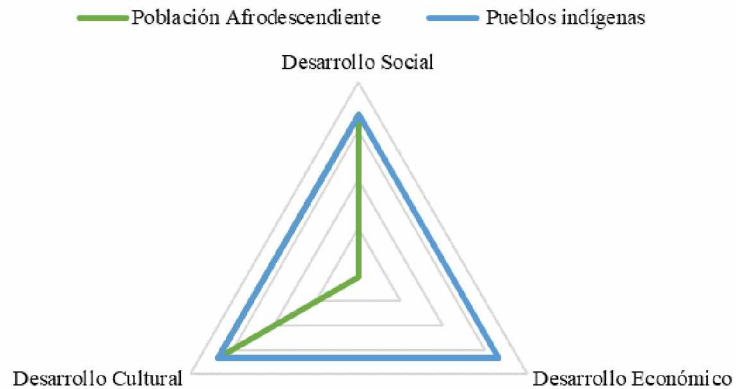 Población Afrodescendiente Pueblos indígenas
Desarrollo Social
Desarrollo Cultural Desarrollo Económico